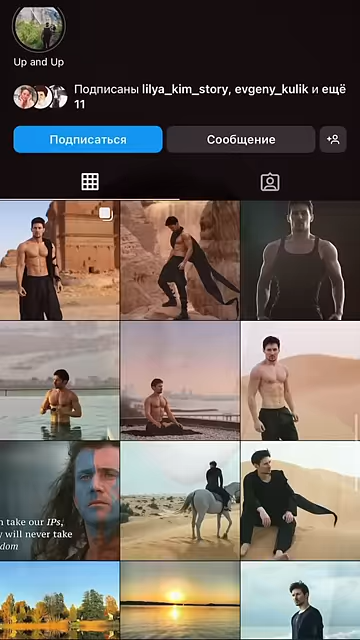 Up and Up
Подписаны lilya_kim_story, evgeny_kulik и ещё
11
Подписаться
Сообщение
n take our IPs,
y will never take
dom